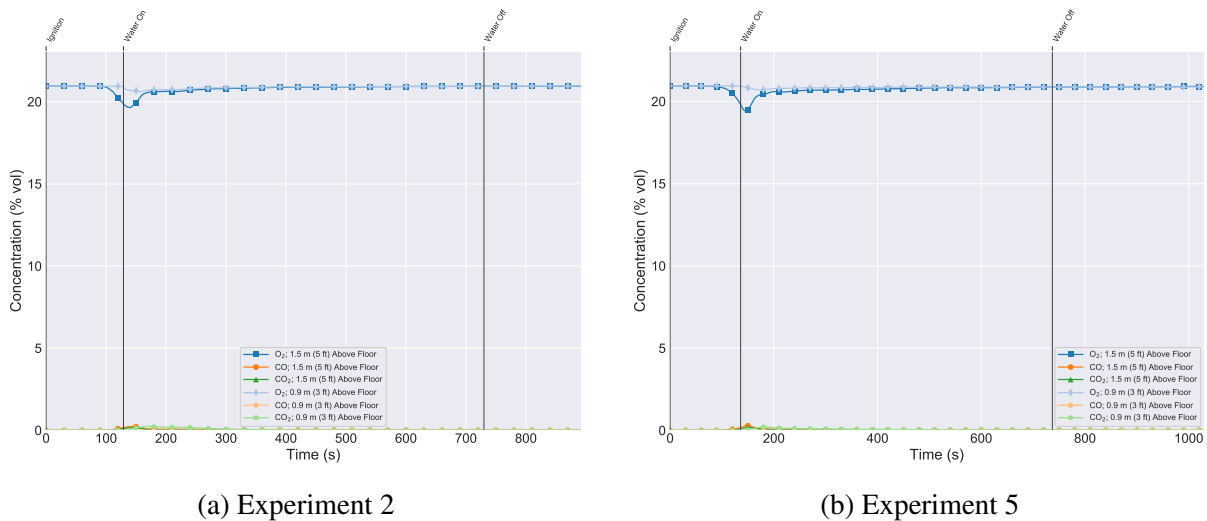 Ignition
Water On
Water Off
Concentration (% vol)
20
15
10
5
0
O₂; 1.5 m (5 ft) Above Floor
CO; 1.5 m (5 ft) Above Floor
CO₂; 1.5 m (5 ft) Above Floor
O₂; 0.9 m (3 ft) Above Floor
CO; 0.9 m (3 ft) Above Floor
CO₂; 0.9 m (3 ft) Above Floor
0 100 200 300 400 500 600 700 800
Time (s)
(a) Experiment 2
Ignition
Water On
Water Off
Concentration (% vol)
20
15
10
5
0
O₂; 1.5 m (5 ft) Above Floor
CO; 1.5 m (5 ft) Above Floor
CO₂; 1.5 m (5 ft) Above Floor
O₂; 0.9 m (3 ft) Above Floor
CO; 0.9 m (3 ft) Above Floor
CO₂; 0.9 m (3 ft) Above Floor
0 200 400 600 800 1000
Time (s)
(b) Experiment 5